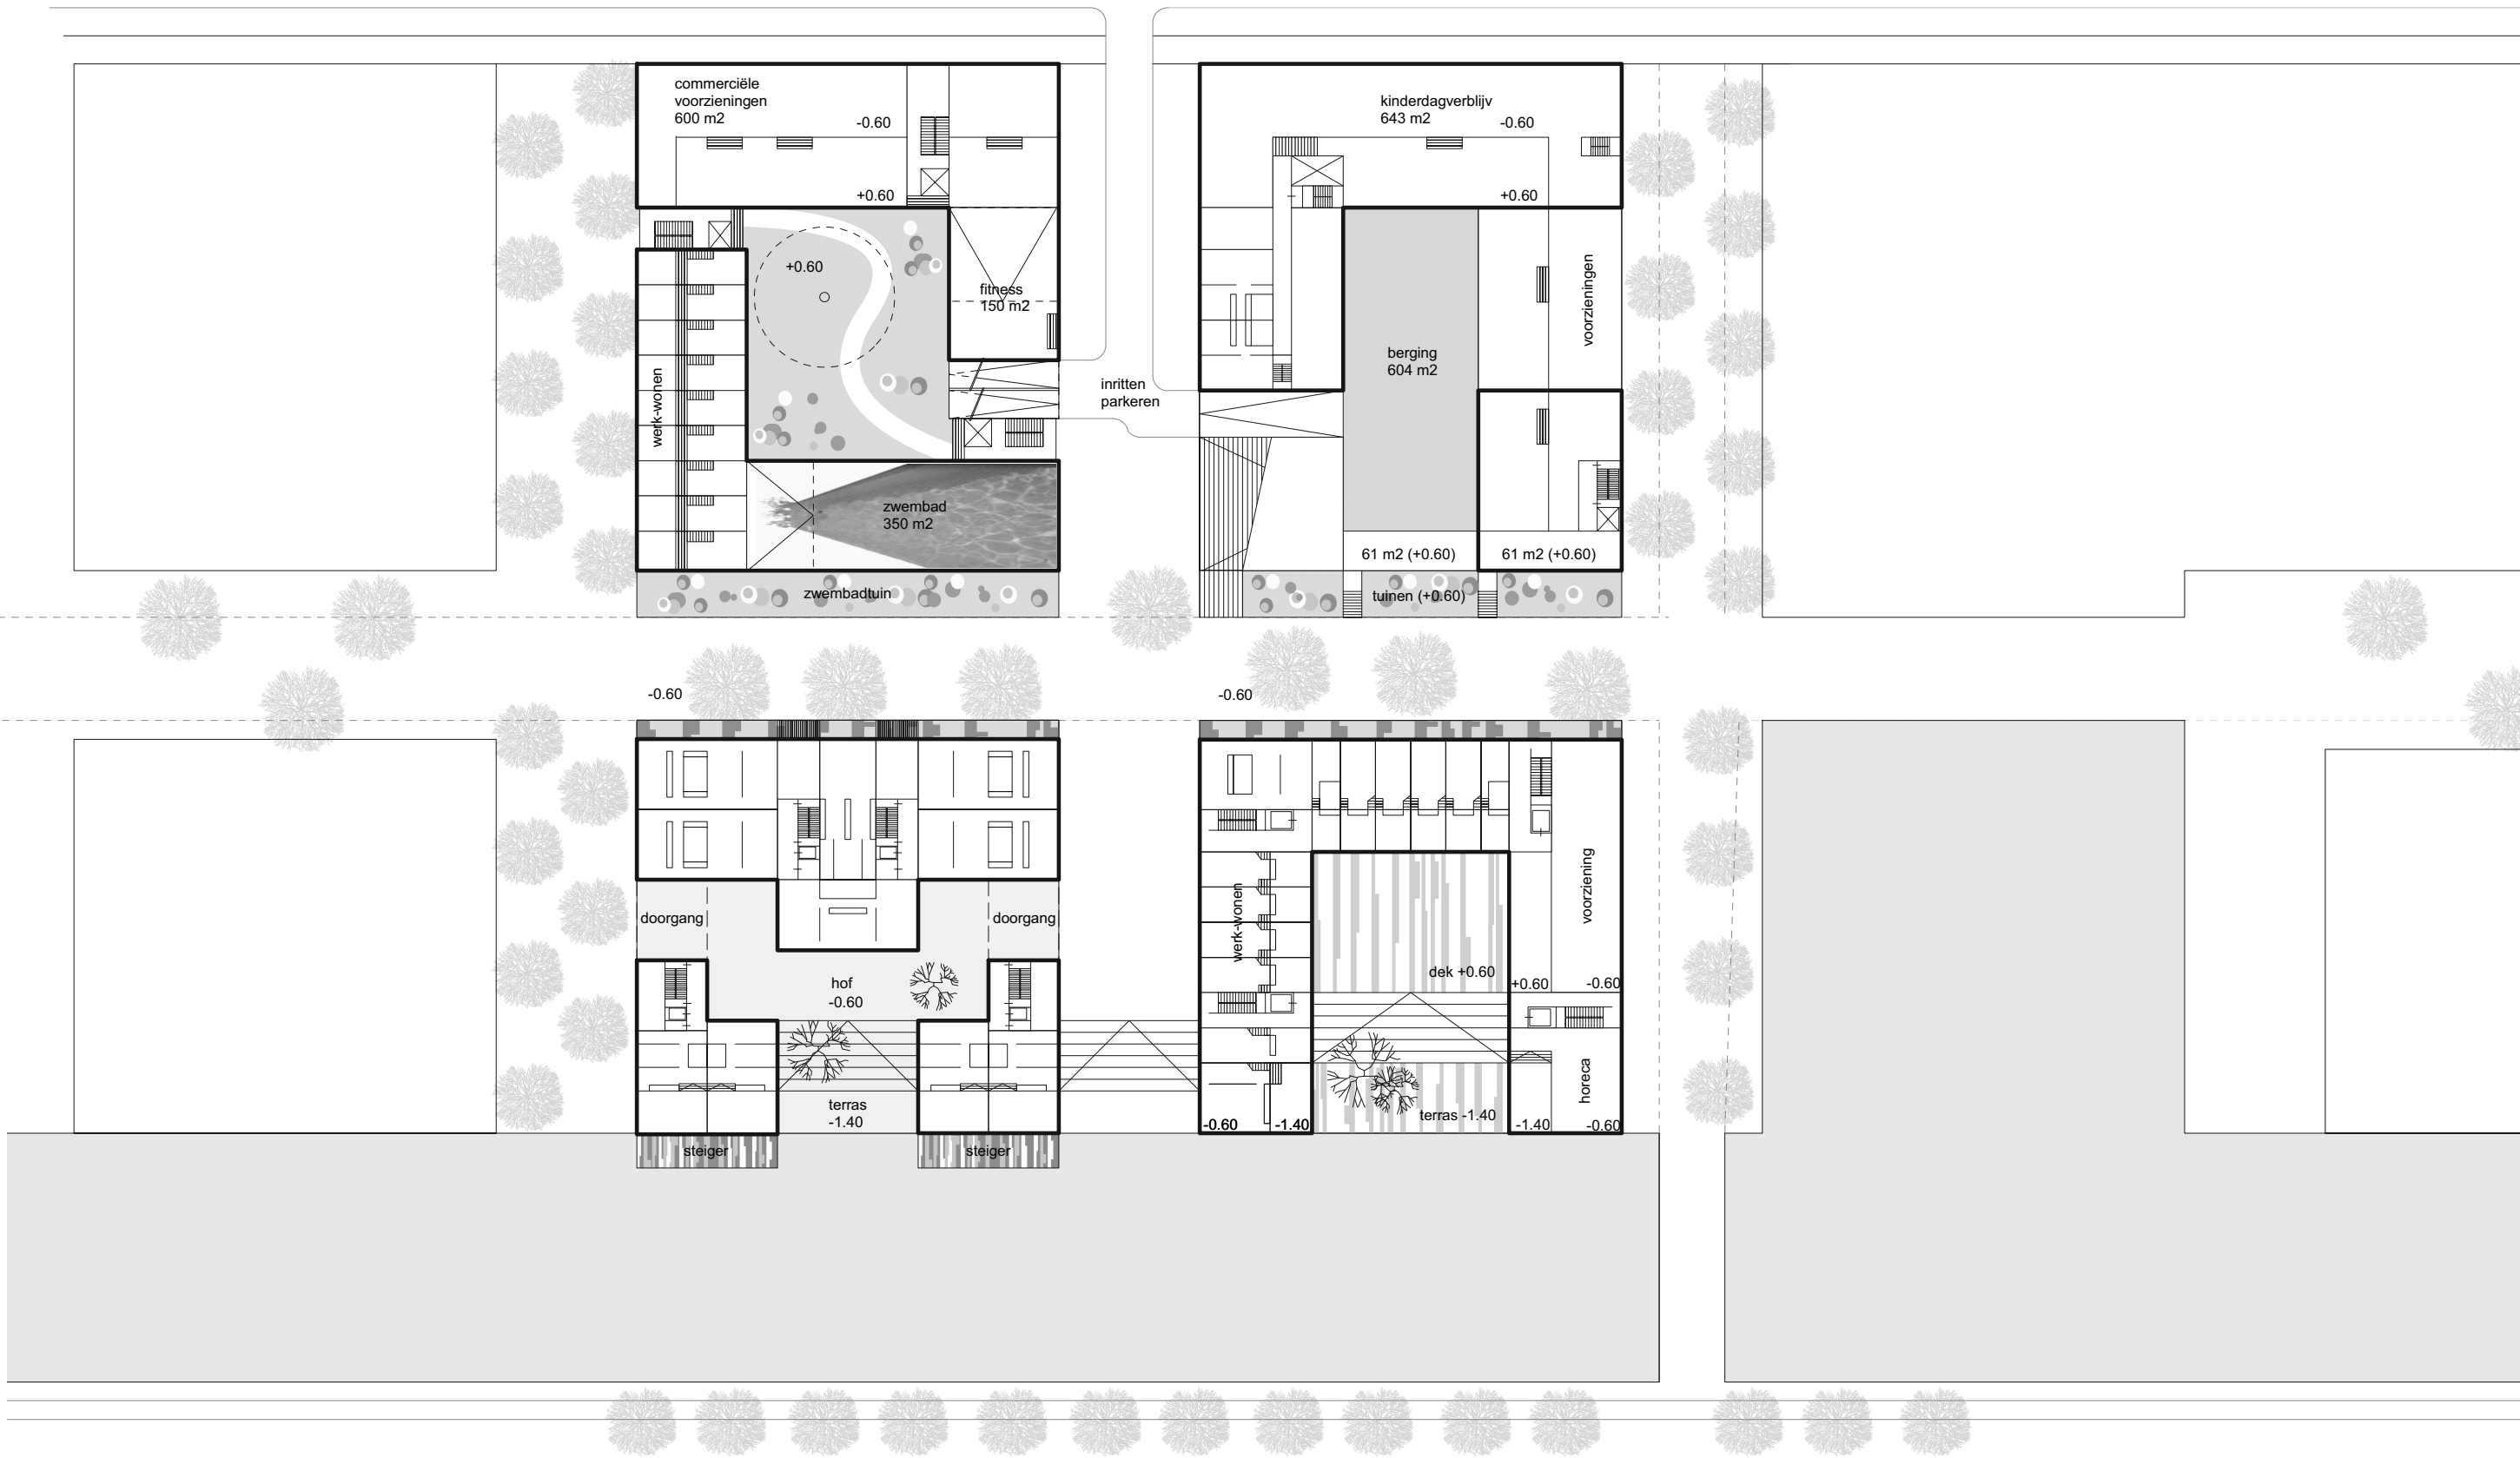 commerciële
voorzieningen
600 m2
-0.60
+0.60
kinderdagverblijv
643 m2
-0.60
+0.60
+0.60
fitness
150 m2
werk-wonen
inritten
parkeren
berging
604 m2
voorzieningen
zwembad
350 m2
61 m2 (+0.60)
61 m2 (+0.60)
zwembadtuin
tuinen (+0.60)
-0.60
-0.60
doorgang
doorgang
hof
-0.60
terras
-1.40
steiger
steiger
werk-wonen
voorziening
dek +0.60
+0.60
-0.60
horeca
terras -1.40
-0.60
-1.40
-1.40
-0.60